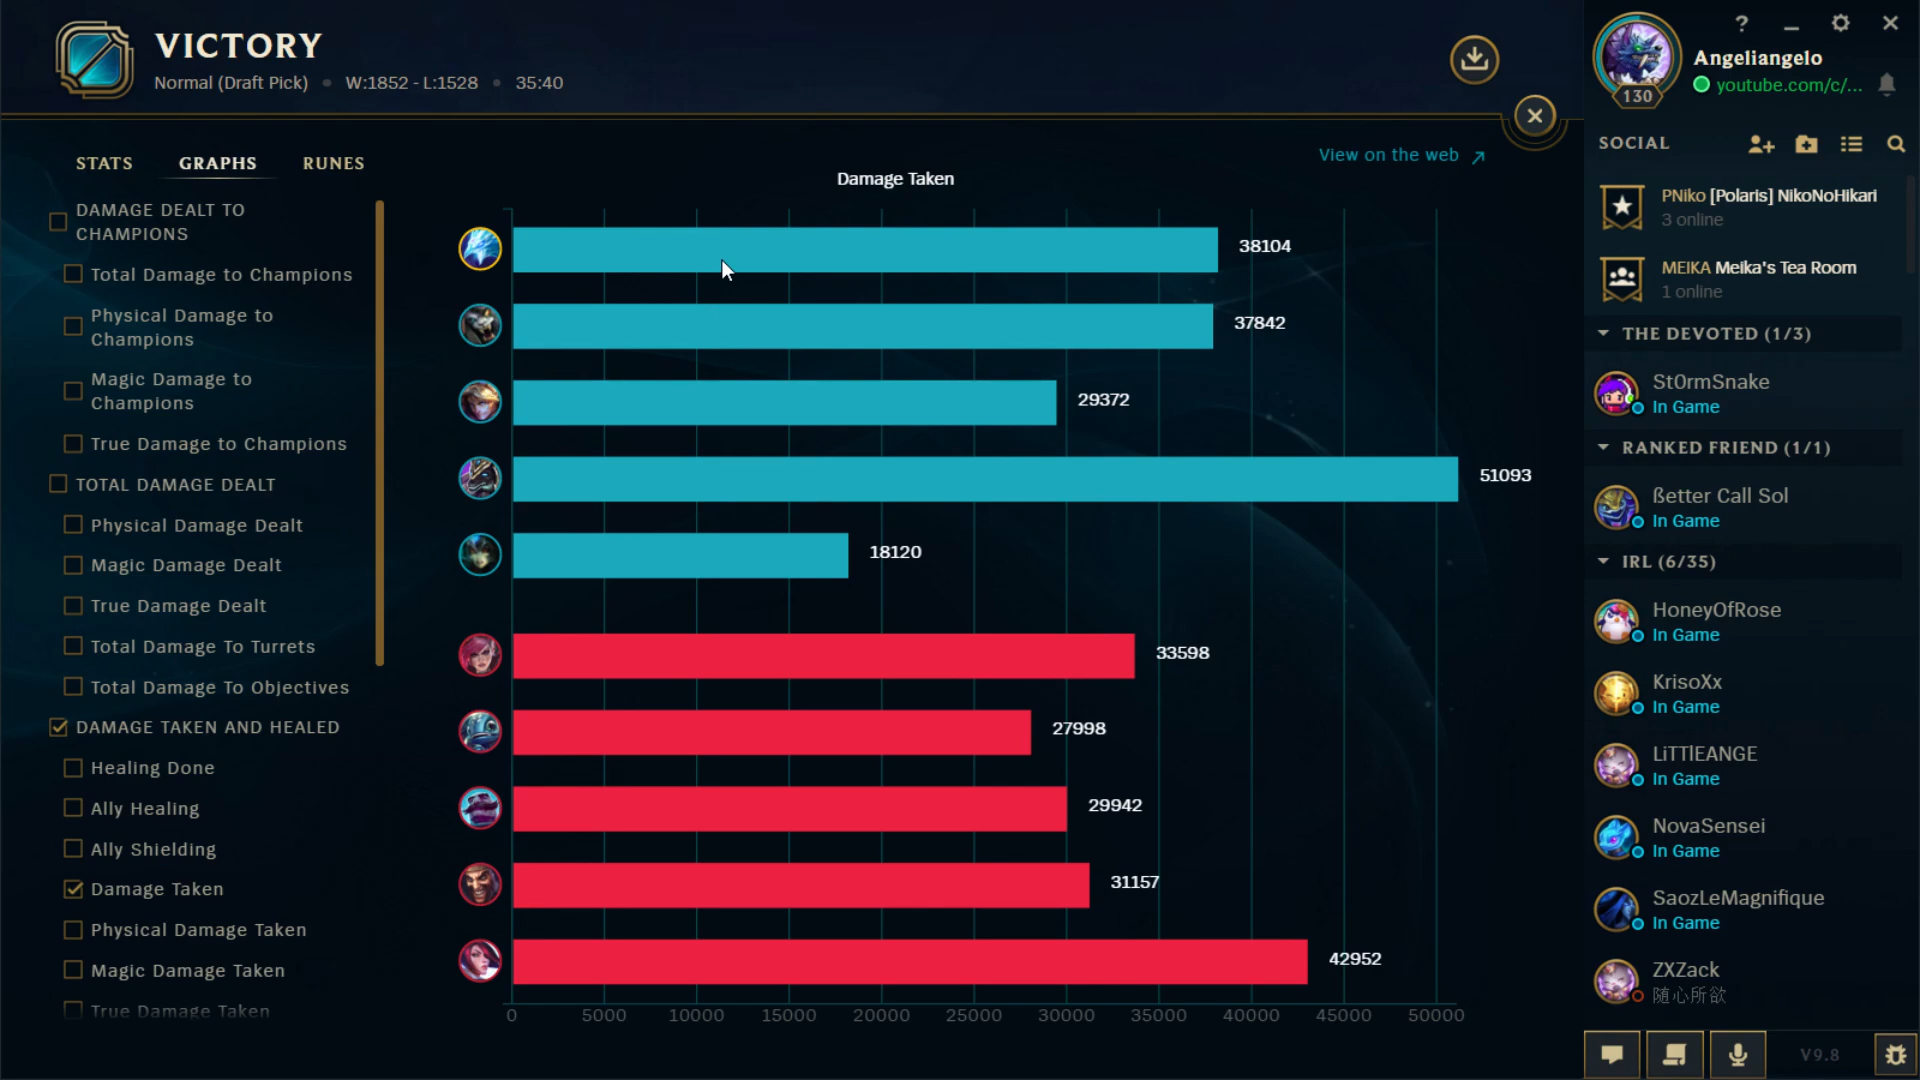 VICTORY
Normal (Draft Pick) • W:1852 - L:1528 • 35:40
STATS
GRAPHS
RUNES
View on the web
DAMAGE DEALT TO
CHAMPIONS
Total Damage to Champions
Physical Damage to
Champions
Magic Damage to
Champions
True Damage to Champions
TOTAL DAMAGE DEALT
Physical Damage Dealt
Magic Damage Dealt
True Damage Dealt
Total Damage To Turrets
Total Damage To Objectives
DAMAGE TAKEN AND HEALED
Healing Done
Ally Healing
Ally Shielding
Damage Taken
Physical Damage Taken
Magic Damage Taken
True Damage Taken
Damage Taken
38104
37842
29372
51093
18120
33598
27998
29942
31157
42952
0 5000 10000 15000 20000 25000 30000 35000 40000 45000 50000
?
Angeliangelo
130
youtube.com/c/...
SOCIAL
PNiko [Polaris] NikoNoHikari
3 online
MEIKA Meika's Tea Room
1 online
THE DEVOTED (1/3)
St0rmSnake
In Game
RANKED FRIEND (1/1)
ßetter Call Sol
In Game
IRL (6/35)
HoneyOfRose
In Game
KrisoXx
In Game
LiTTlEANGE
In Game
NovaSensei
In Game
SaozLeMagnifique
In Game
ZXZack
随心所欲
V9.8